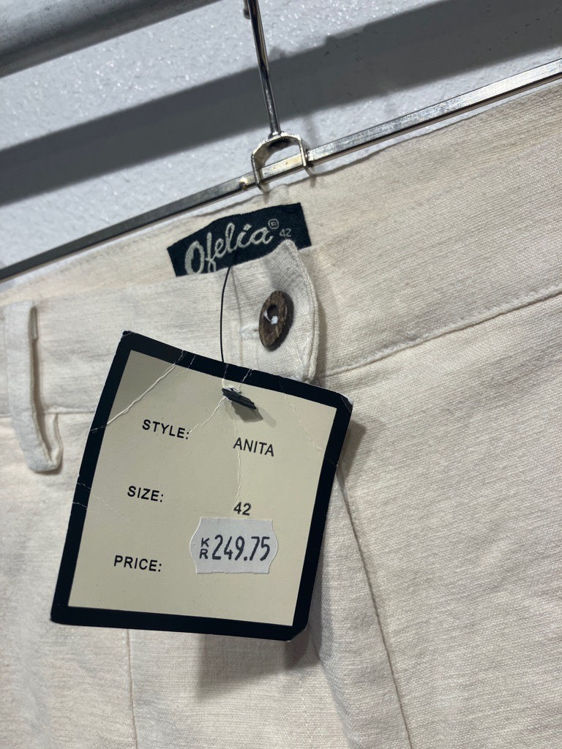 Ofelia® 42
STYLE: ANITA
SIZE: 42
PRICE: KR 249.75